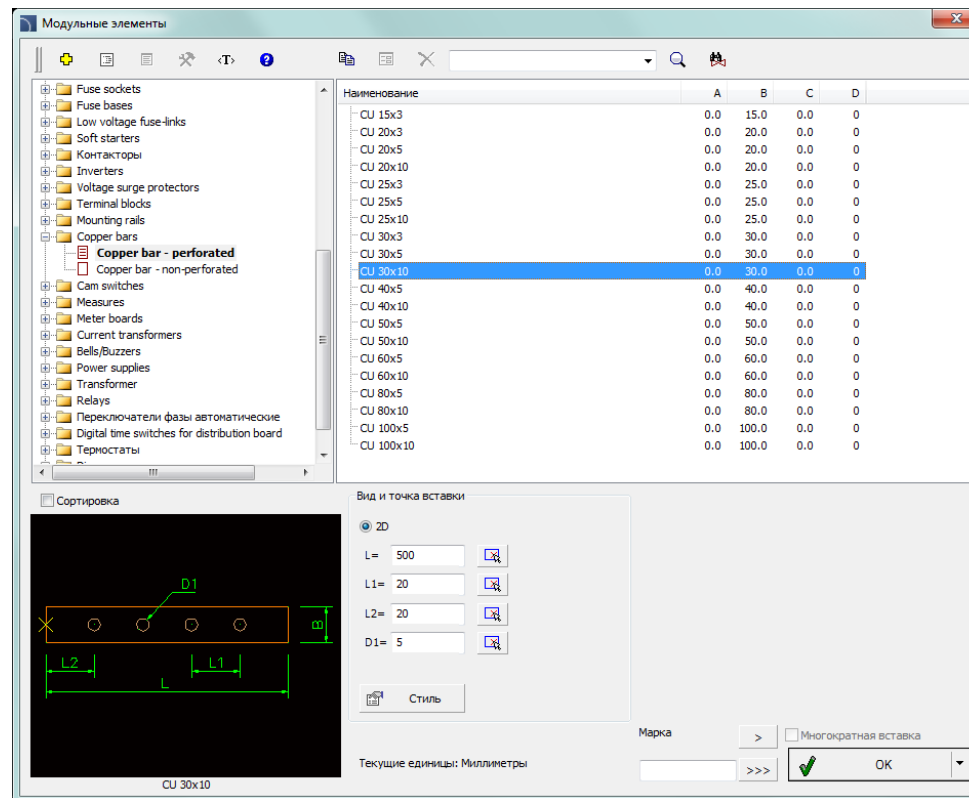 Модульные элементы
Fuse sockets
Fuse bases
Low voltage fuse-links
Soft starters
Контакторы
Inverters
Voltage surge protectors
Terminal blocks
Mounting rails
Copper bars
Copper bar - perforated
Copper bar - non-perforated
Cam switches
Measures
Meter boards
Current transformers
Bells/Buzzers
Power supplies
Transformer
Relays
Переключатели фазы автоматические
Digital time switches for distribution board
Термостаты
Наименование A B C D
CU 15x3 0.0 15.0 0.0 0
CU 20x3 0.0 20.0 0.0 0
CU 20x5 0.0 20.0 0.0 0
CU 20x10 0.0 20.0 0.0 0
CU 25x3 0.0 25.0 0.0 0
CU 25x5 0.0 25.0 0.0 0
CU 25x10 0.0 25.0 0.0 0
CU 30x3 0.0 30.0 0.0 0
CU 30x5 0.0 30.0 0.0 0
CU 30x10 0.0 30.0 0.0 0
CU 40x5 0.0 40.0 0.0 0
CU 40x10 0.0 40.0 0.0 0
CU 50x5 0.0 50.0 0.0 0
CU 50x10 0.0 50.0 0.0 0
CU 60x5 0.0 60.0 0.0 0
CU 60x10 0.0 60.0 0.0 0
CU 80x5 0.0 80.0 0.0 0
CU 80x10 0.0 80.0 0.0 0
CU 100x5 0.0 100.0 0.0 0
CU 100x10 0.0 100.0 0.0 0
Сортировка
D1
B
L2 L1
L
CU 30x10
Вид и точка вставки
2D
L= 500
L1= 20
L2= 20
D1= 5
Стиль
Текущие единицы: Миллиметры
Марка
>
>>>
Многократная вставка
OK